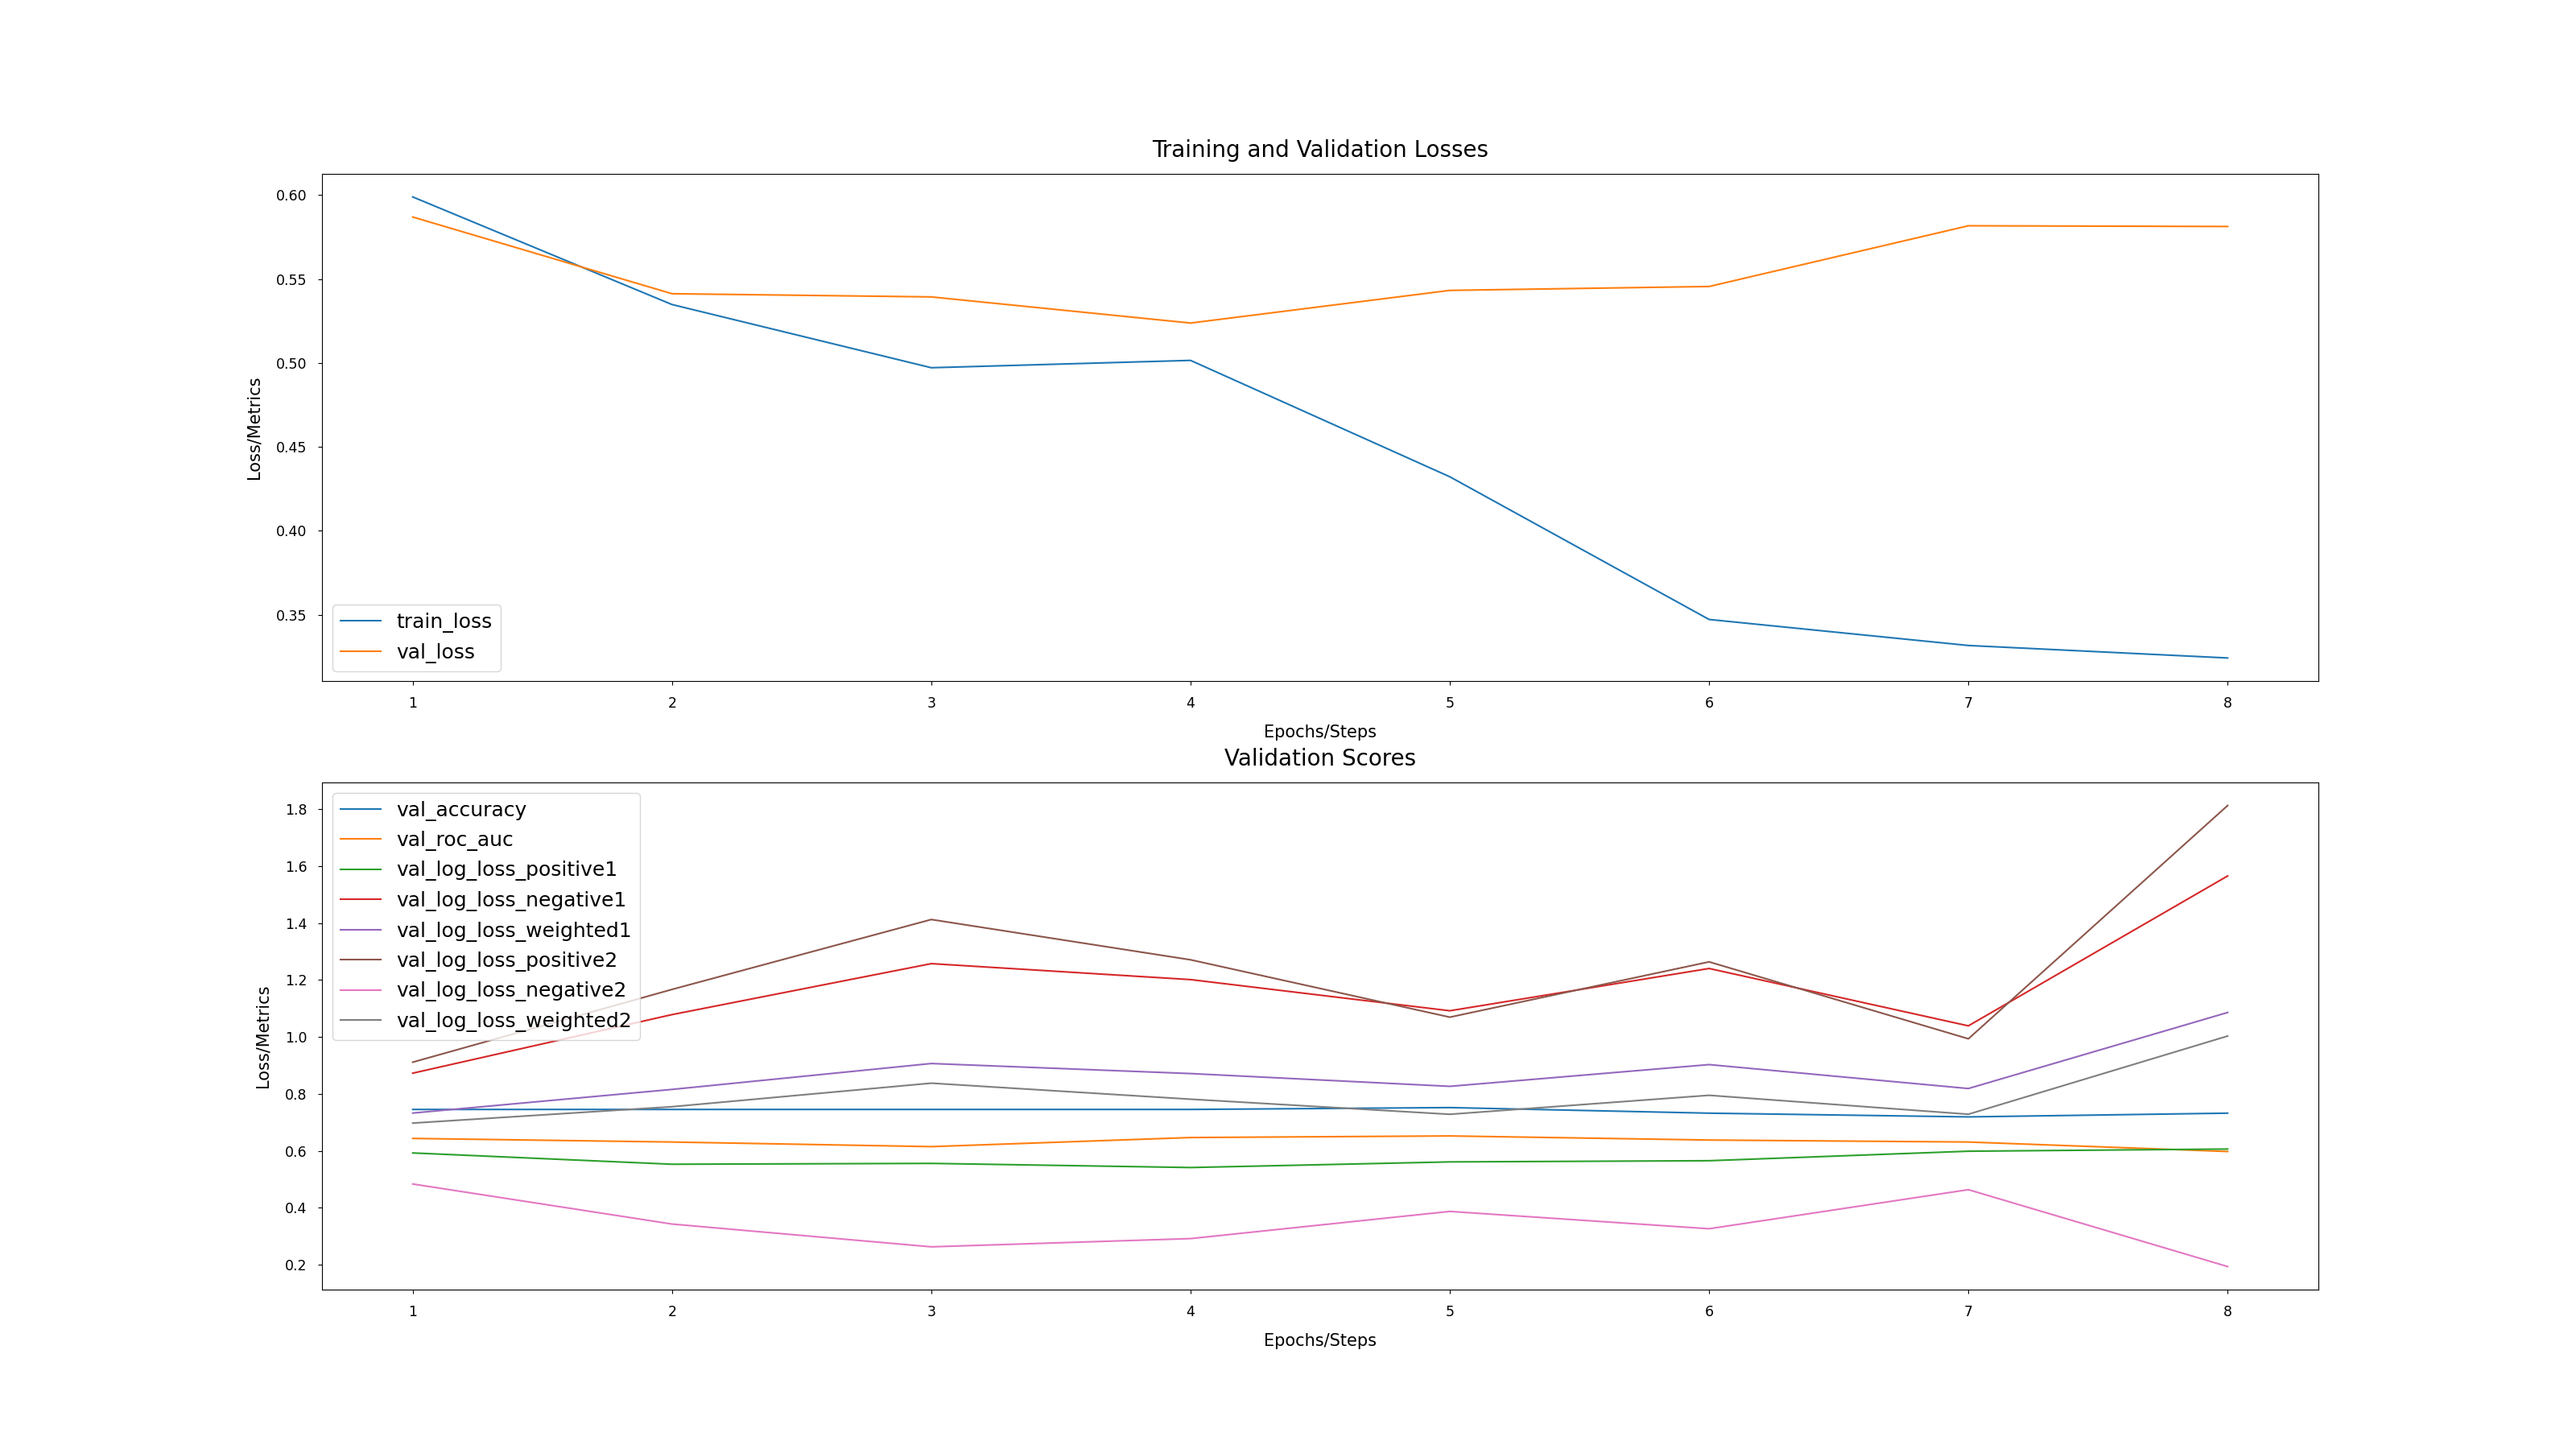 Training and Validation Losses
Loss/Metrics
0.60
0.55
0.50
0.45
0.40
0.35
train_loss
val_loss
1 2 3 4 5 6 7 8
Epochs/Steps
Validation Scores
Loss/Metrics
1.8
1.6
1.4
1.2
1.0
0.8
0.6
0.4
0.2
val_accuracy
val_roc_auc
val_log_loss_positive1
val_log_loss_negative1
val_log_loss_weighted1
val_log_loss_positive2
val_log_loss_negative2
val_log_loss_weighted2
1 2 3 4 5 6 7 8
Epochs/Steps